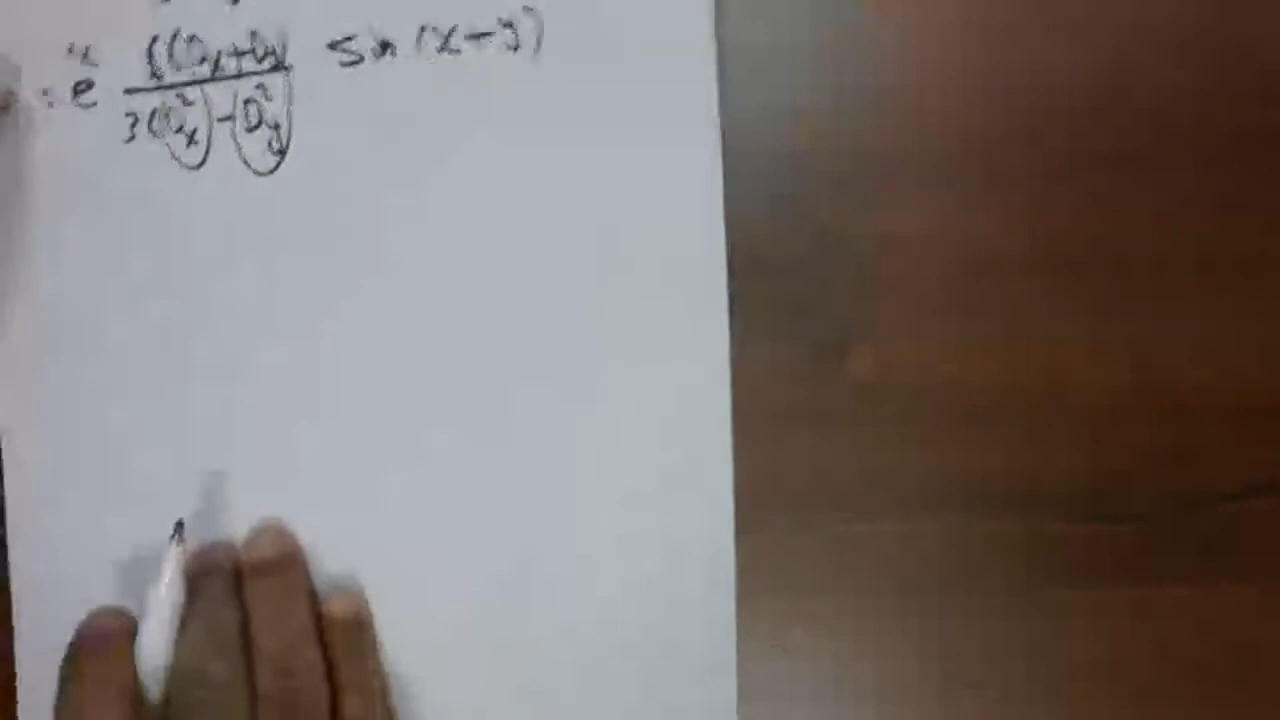 : e^x ((D_x+D_y) / 3(D_x^2)-(D_y^2) sin(x-y)